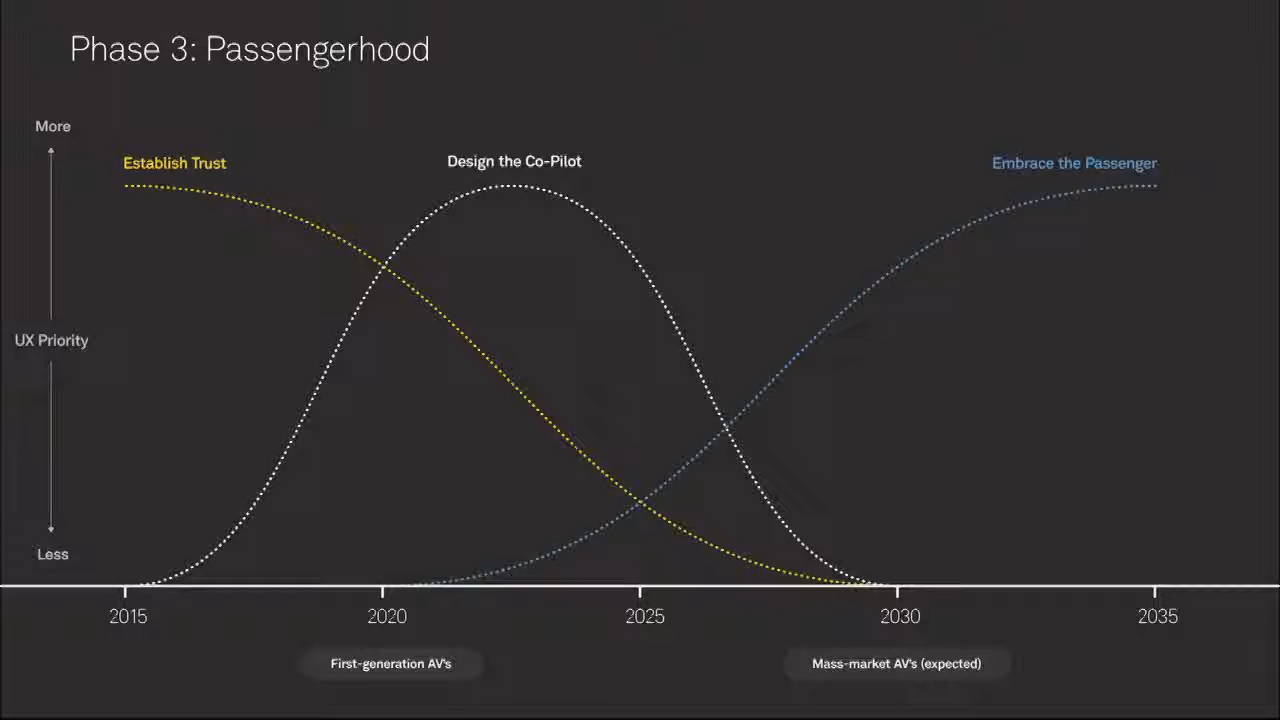 Phase 3: Passengerhood
More
Establish Trust
Design the Co-Pilot
Embrace the Passenger
UX Priority
Less
2015
2020
2025
2030
2035
First-generation AV's
Mass-market AV's (expected)